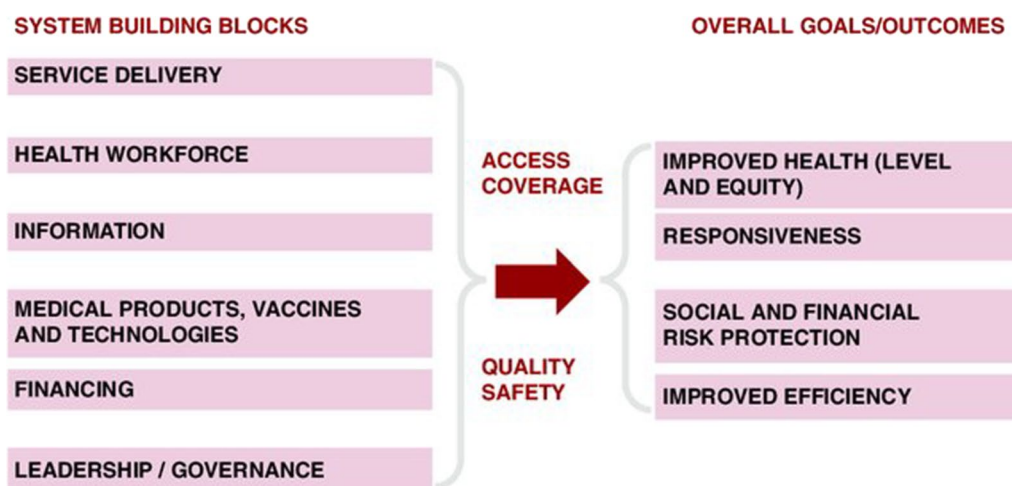 SYSTEM BUILDING BLOCKS
SERVICE DELIVERY
HEALTH WORKFORCE
INFORMATION
MEDICAL PRODUCTS, VACCINES
AND TECHNOLOGIES
FINANCING
LEADERSHIP / GOVERNANCE
ACCESS
COVERAGE
QUALITY
SAFETY
OVERALL GOALS/OUTCOMES
IMPROVED HEALTH (LEVEL
AND EQUITY)
RESPONSIVENESS
SOCIAL AND FINANCIAL
RISK PROTECTION
IMPROVED EFFICIENCY